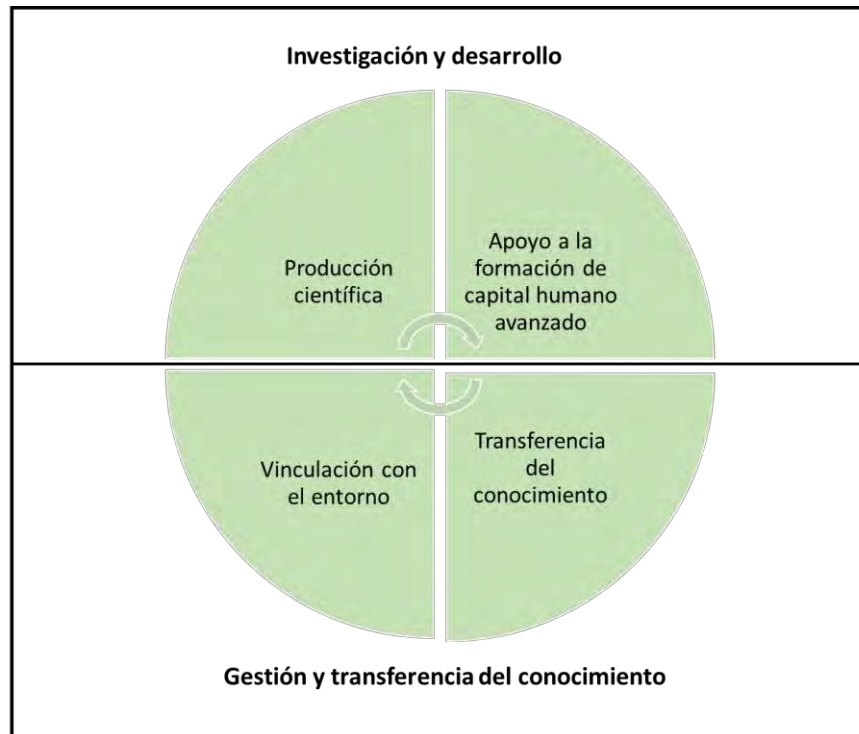 Investigación y desarrollo
Producción
científica
Apoyo a la
formación de
capital humano
avanzado
Vinculación con
el entorno
Transferencia
del
conocimiento
Gestión y transferencia del conocimiento